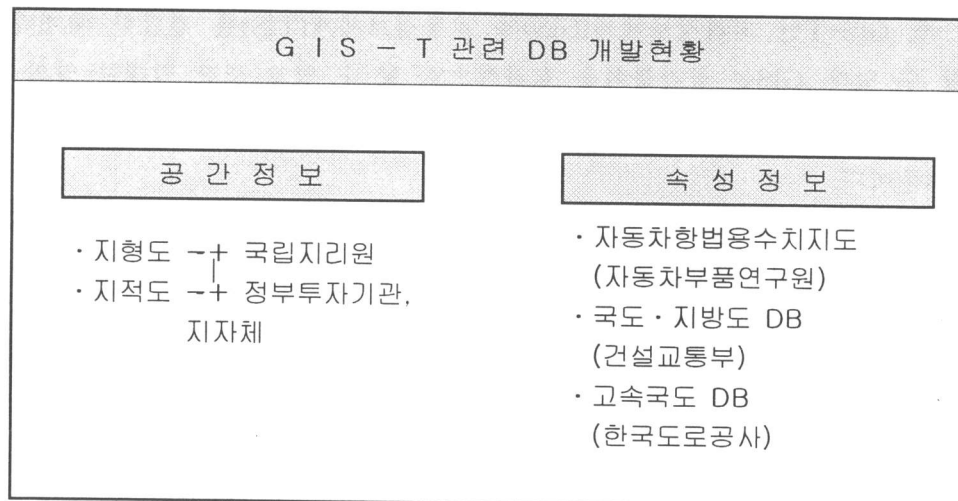 G I S - T 관련 DB 개발현황
공 간 정 보
· 지형도 -+ 국립지리원
|
· 지적도 -+ 정부투자기관,
지자체
속 성 정 보
· 자동차항법용수치지도
(자동차부품연구원)
· 국도 · 지방도 DB
(건설교통부)
· 고속국도 DB
(한국도로공사)